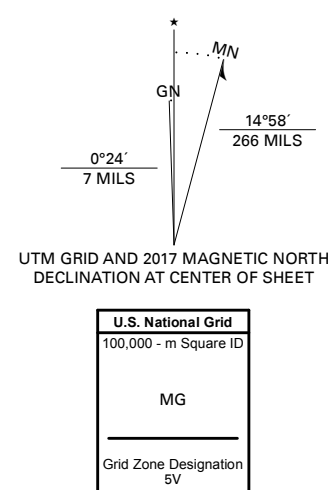 ★
MN
GN
14°58´
266 MILS
0°24´
7 MILS
UTM GRID AND 2017 MAGNETIC NORTH
DECLINATION AT CENTER OF SHEET
U.S. National Grid
100,000 - m Square ID
MG
Grid Zone Designation
5V